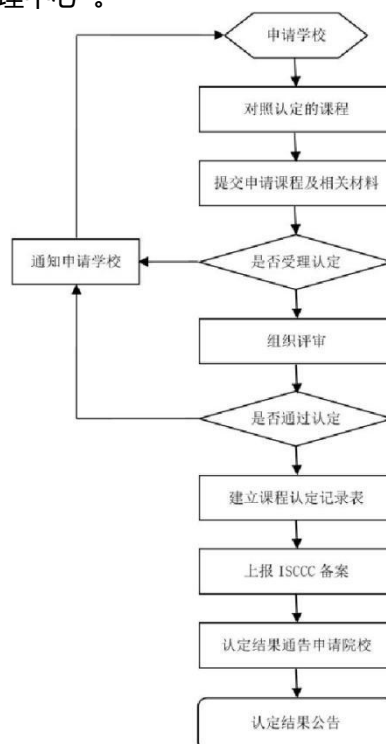 理中心”。
申请学校
对照认定的课程
提交申请课程及相关材料
通知申请学校
是否受理认定
组织评审
是否通过认定
建立课程认定记录表
上报 ISCCC 备案
认定结果通告申请院校
认定结果公告